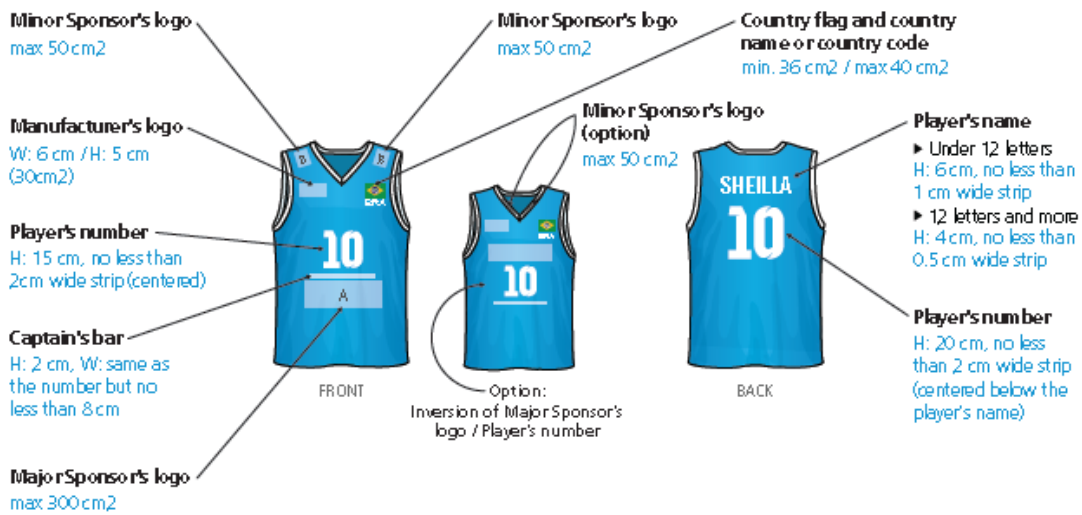 Minor Sponsor's logo
max 50 cm2
Minor Sponsor's logo
max 50 cm2
Country flag and country
name or country code
min. 36 cm2 / max 40 cm2
Manufacturer's logo
W: 6 cm / H: 5 cm
(30cm2)
Minor Sponsor's logo
(option)
max 50 cm2
Player's name
▸ Under 12 letters
H: 6 cm, no less than
1 cm wide strip
▸ 12 letters and more
H: 4 cm, no less than
0.5 cm wide strip
Player's number
H: 15 cm, no less than
2cm wide strip (centered)
Captain's bar
H: 2 cm, W: same as
the number but no
less than 8 cm
Major Sponsor's logo
max 300 cm2
B
B
BRA
10
A
FRONT
BRA
10
Option:
Inversion of Major Sponsor's
logo / Player's number
SHEILLA
10
BACK
Player's number
H: 20 cm, no less
than 2 cm wide strip
(centered below the
player's name)